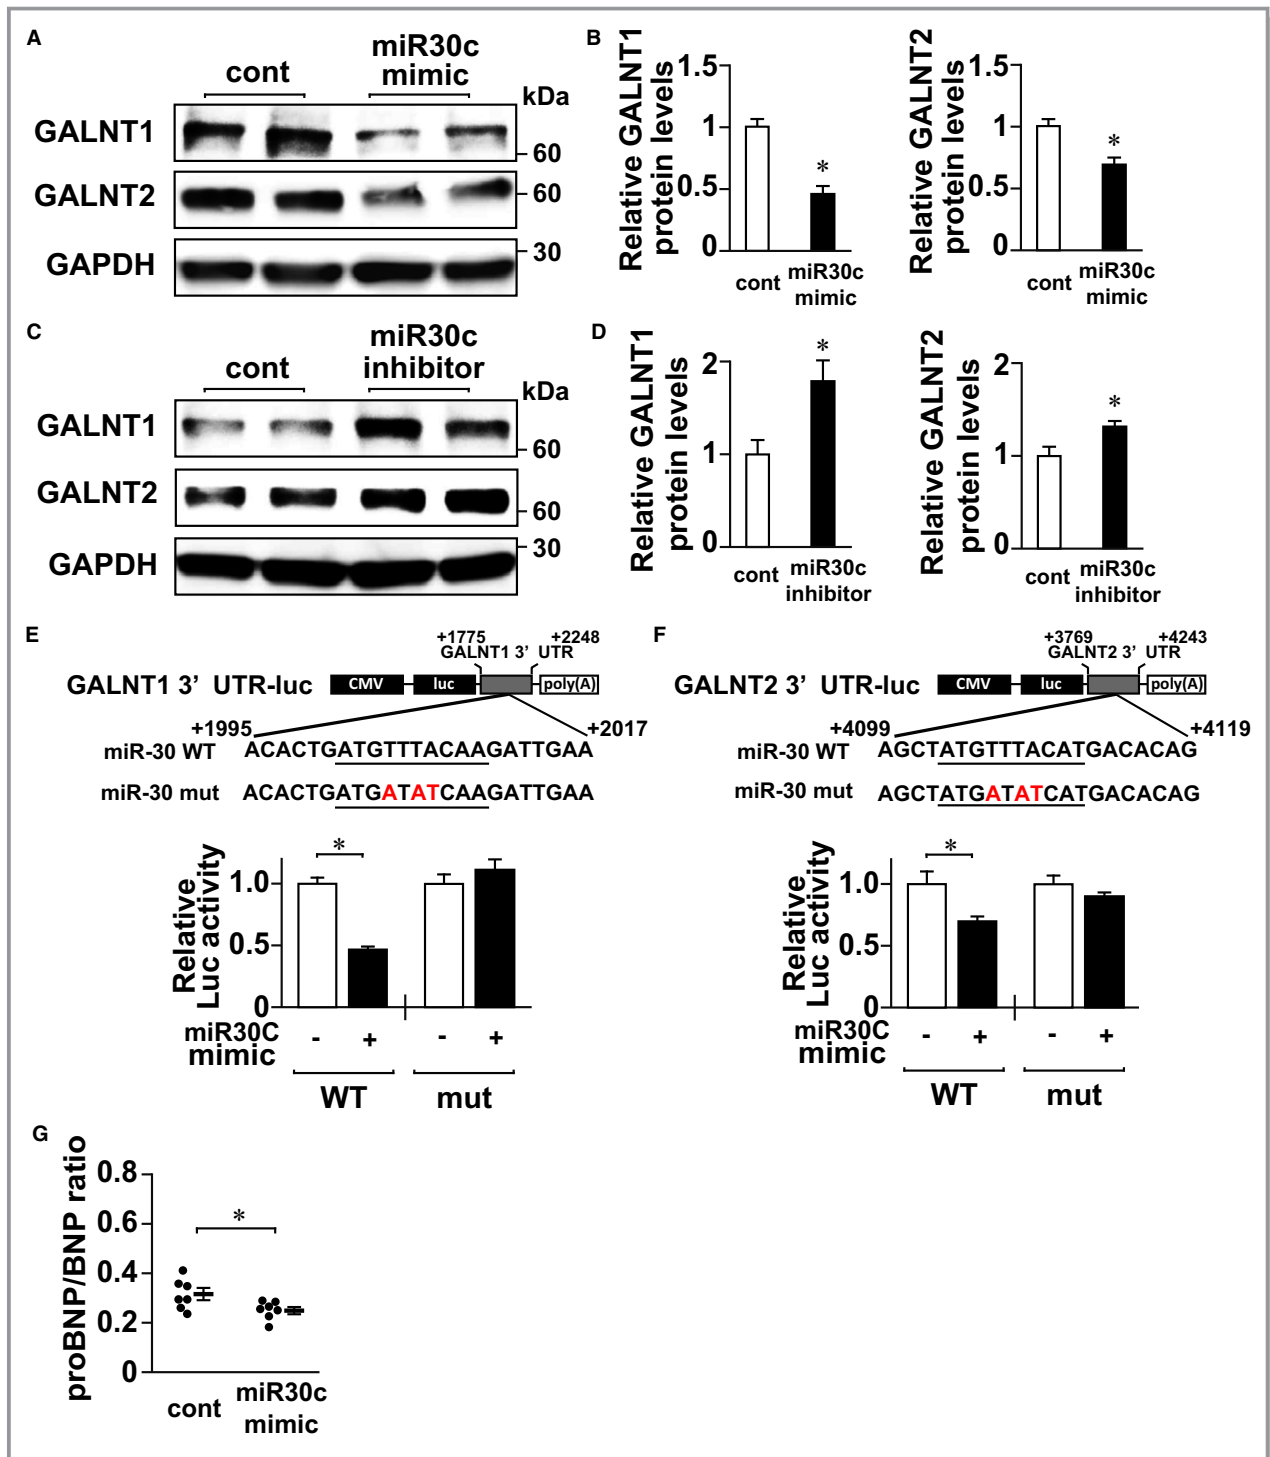 A
cont
miR30c
mimic
kDa
GALNT1
60
GALNT2
60
GAPDH
30
B
Relative GALNT1
protein levels
1.5
1
0.5
0
*
cont
miR30c
mimic
Relative GALNT2
protein levels
1.5
1
0.5
0
*
cont
miR30c
mimic
C
cont
miR30c
inhibitor
kDa
GALNT1
60
GALNT2
60
GAPDH
30
D
Relative GALNT1
protein levels
2
1
0
*
cont
miR30c
inhibitor
Relative GALNT2
protein levels
2
1
0
*
cont
miR30c
inhibitor
E
+1775 +2248
GALNT1 3' UTR
GALNT1 3' UTR-luc CMV luc poly(A)
+1995 +2017
miR-30 WT ACACTGATGTTTACAAGATTGAA
miR-30 mut ACACTGATGATATCAAGATTGAA
Relative
Luc activity
1.0
0.5
0
*
miR30C
mimic
- + - +
WT mut
F
+3769 +4243
GALNT2 3' UTR
GALNT2 3' UTR-luc CMV luc poly(A)
+4099 +4119
miR-30 WT AGCTATGTTTACATGACACAG
miR-30 mut AGCTATGATATCATGACACAG
Relative
Luc activity
1.0
0.5
0
*
miR30C
mimic
- + - +
WT mut
G
proBNP/BNP ratio
0.8
0.6
0.4
0.2
0
*
cont
miR30c
mimic